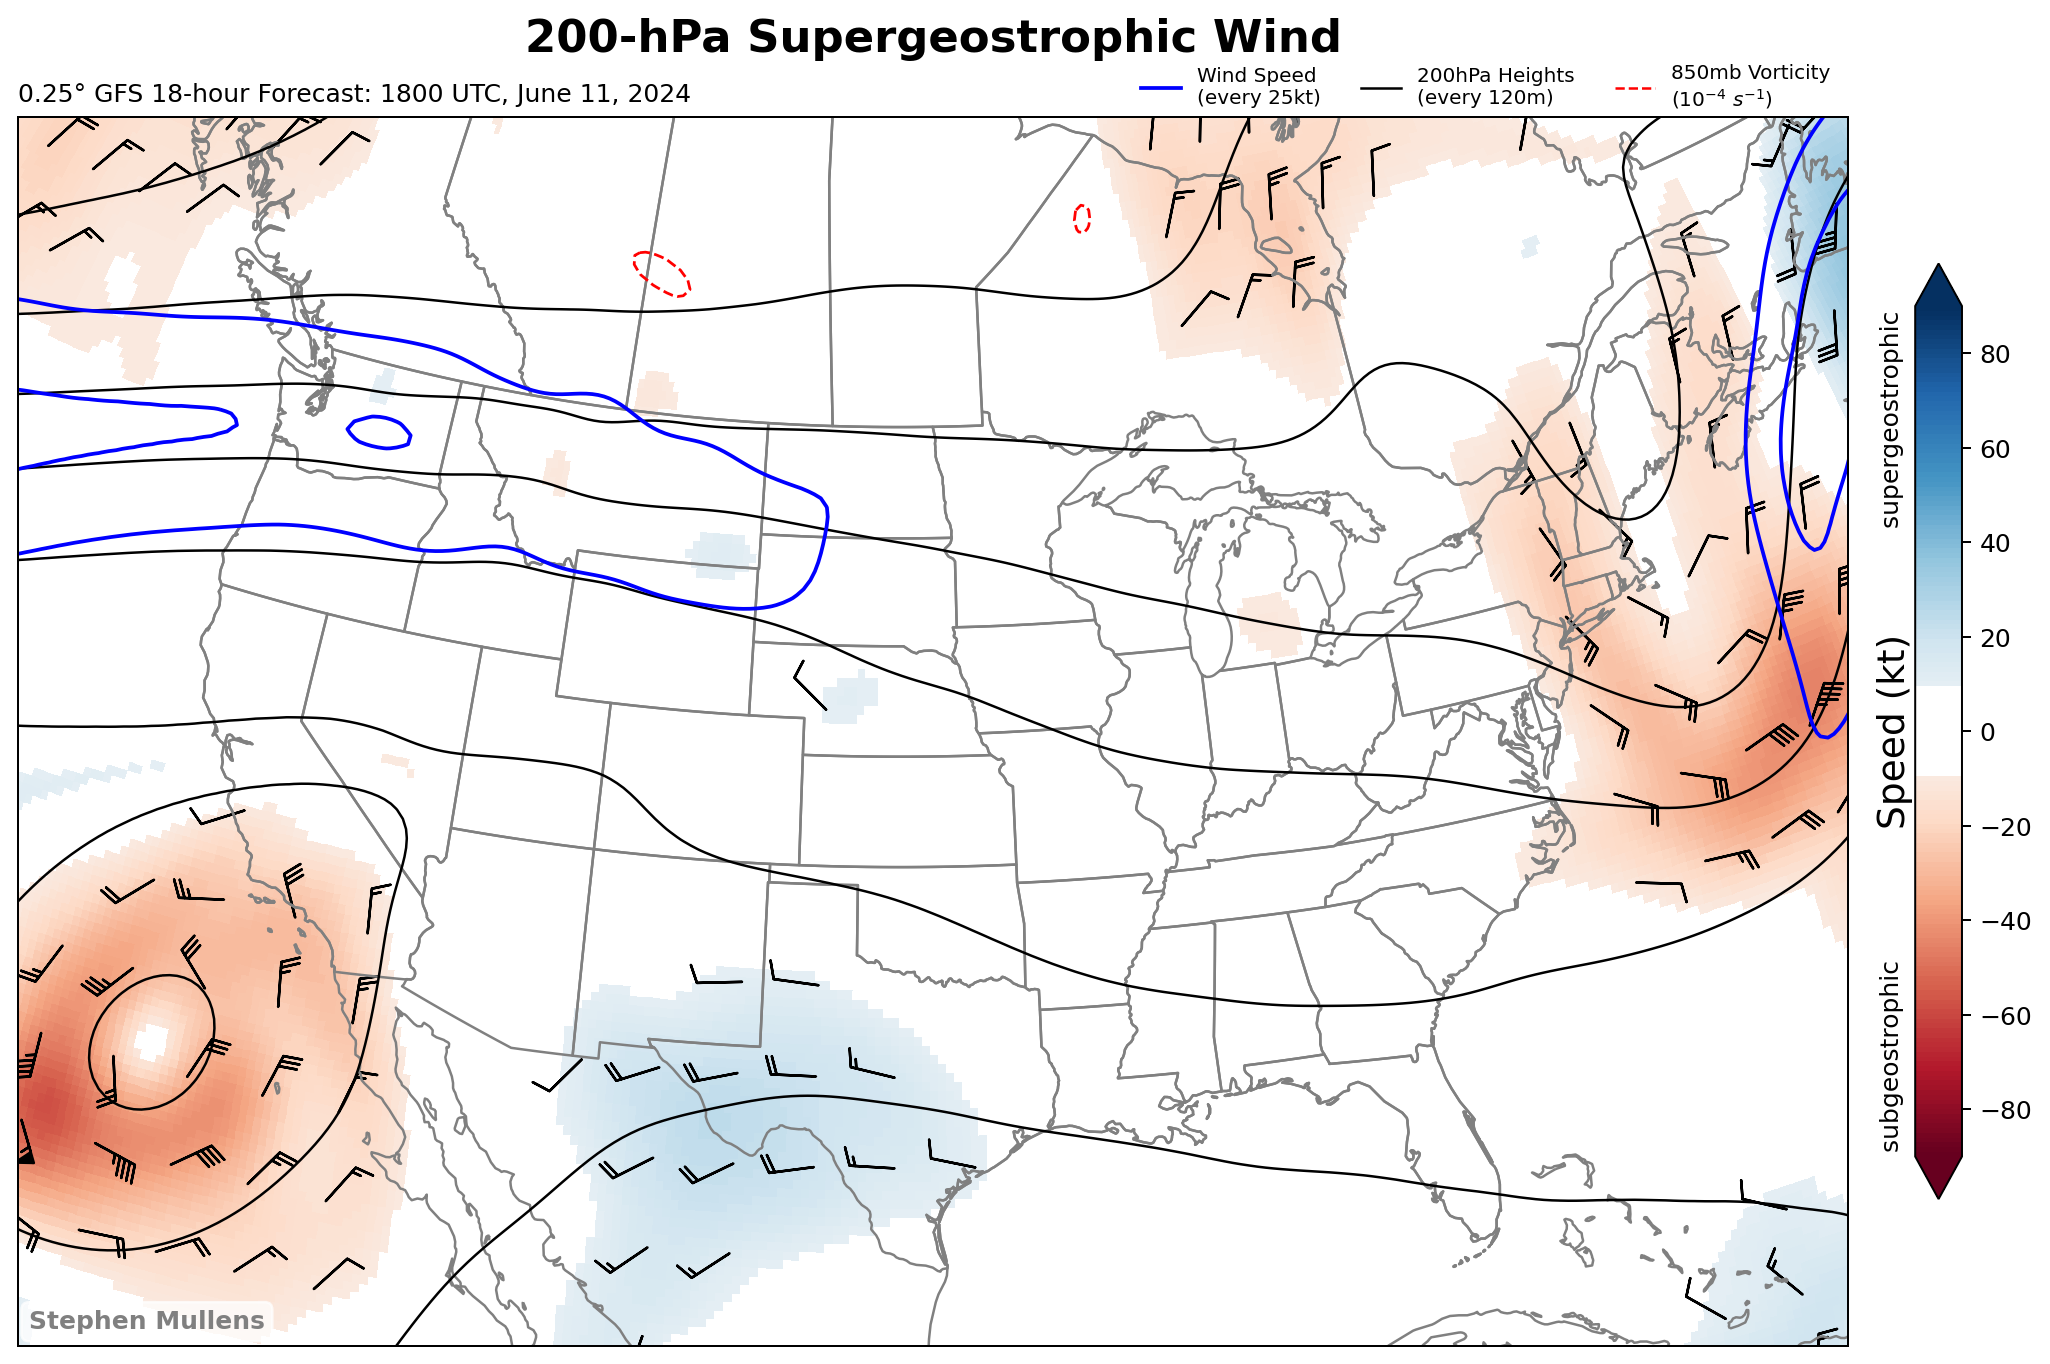 200-hPa Supergeostrophic Wind
0.25° GFS 18-hour Forecast: 1800 UTC, June 11, 2024
Wind Speed
(every 25kt)
200hPa Heights
(every 120m)
850mb Vorticity
(10⁻⁴ s⁻¹)
supergeostrophic
subgeostrophic
Speed (kt)
80
60
40
20
0
−20
−40
−60
−80
Stephen Mullens